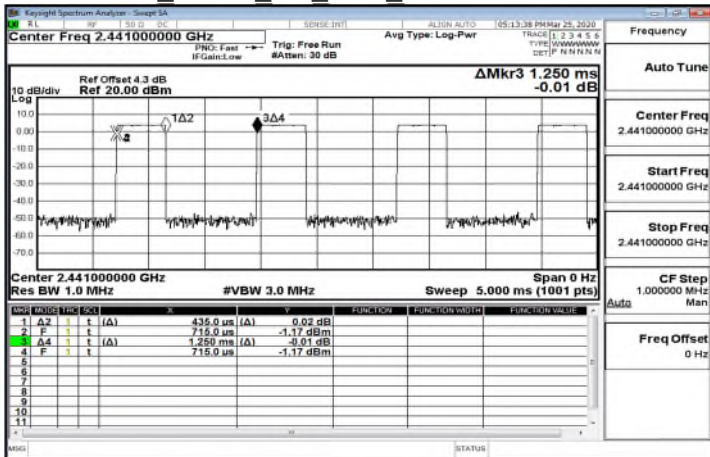 Keysight Spectrum Analyzer - Swept SA
RL RF 50 Ω DC SENSE:INT ALIGN AUTO 05:13:38 PM Mar 25, 2020
Center Freq 2.441000000 GHz
PNO: Fast
IFGain:Low
Trig: Free Run
#Atten: 30 dB
Avg Type: Log-Pwr
TRACE 1 2 3 4 5 6
TYPE WWWWWW
DET P NNNNN
Frequency
Ref Offset 4.3 dB
Ref 20.00 dBm
10 dB/div
Log
ΔMkr3 1.250 ms
-0.01 dB
10.0
0.00
-10.0
-20.0
-30.0
-40.0
-50.0
-60.0
-70.0
1Δ2
3Δ4
Center 2.441000000 GHz
Span 0 Hz
Res BW 1.0 MHz
#VBW 3.0 MHz
Sweep 5.000 ms (1001 pts)
MKR MODE TRC SCL X Y FUNCTION FUNCTION WIDTH FUNCTION VALUE
1 Δ2 1 t (Δ) 435.0 us (Δ) 0.02 dB
2 F 1 t 715.0 us -1.17 dBm
3 Δ4 1 t (Δ) 1.250 ms (Δ) -0.01 dB
4 F 1 t 715.0 us -1.17 dBm
5
6
7
8
9
10
11
MSG
STATUS
Auto Tune
Center Freq
2.441000000 GHz
Start Freq
2.441000000 GHz
Stop Freq
2.441000000 GHz
CF Step
1.000000 MHz
Auto Man
Freq Offset
0 Hz